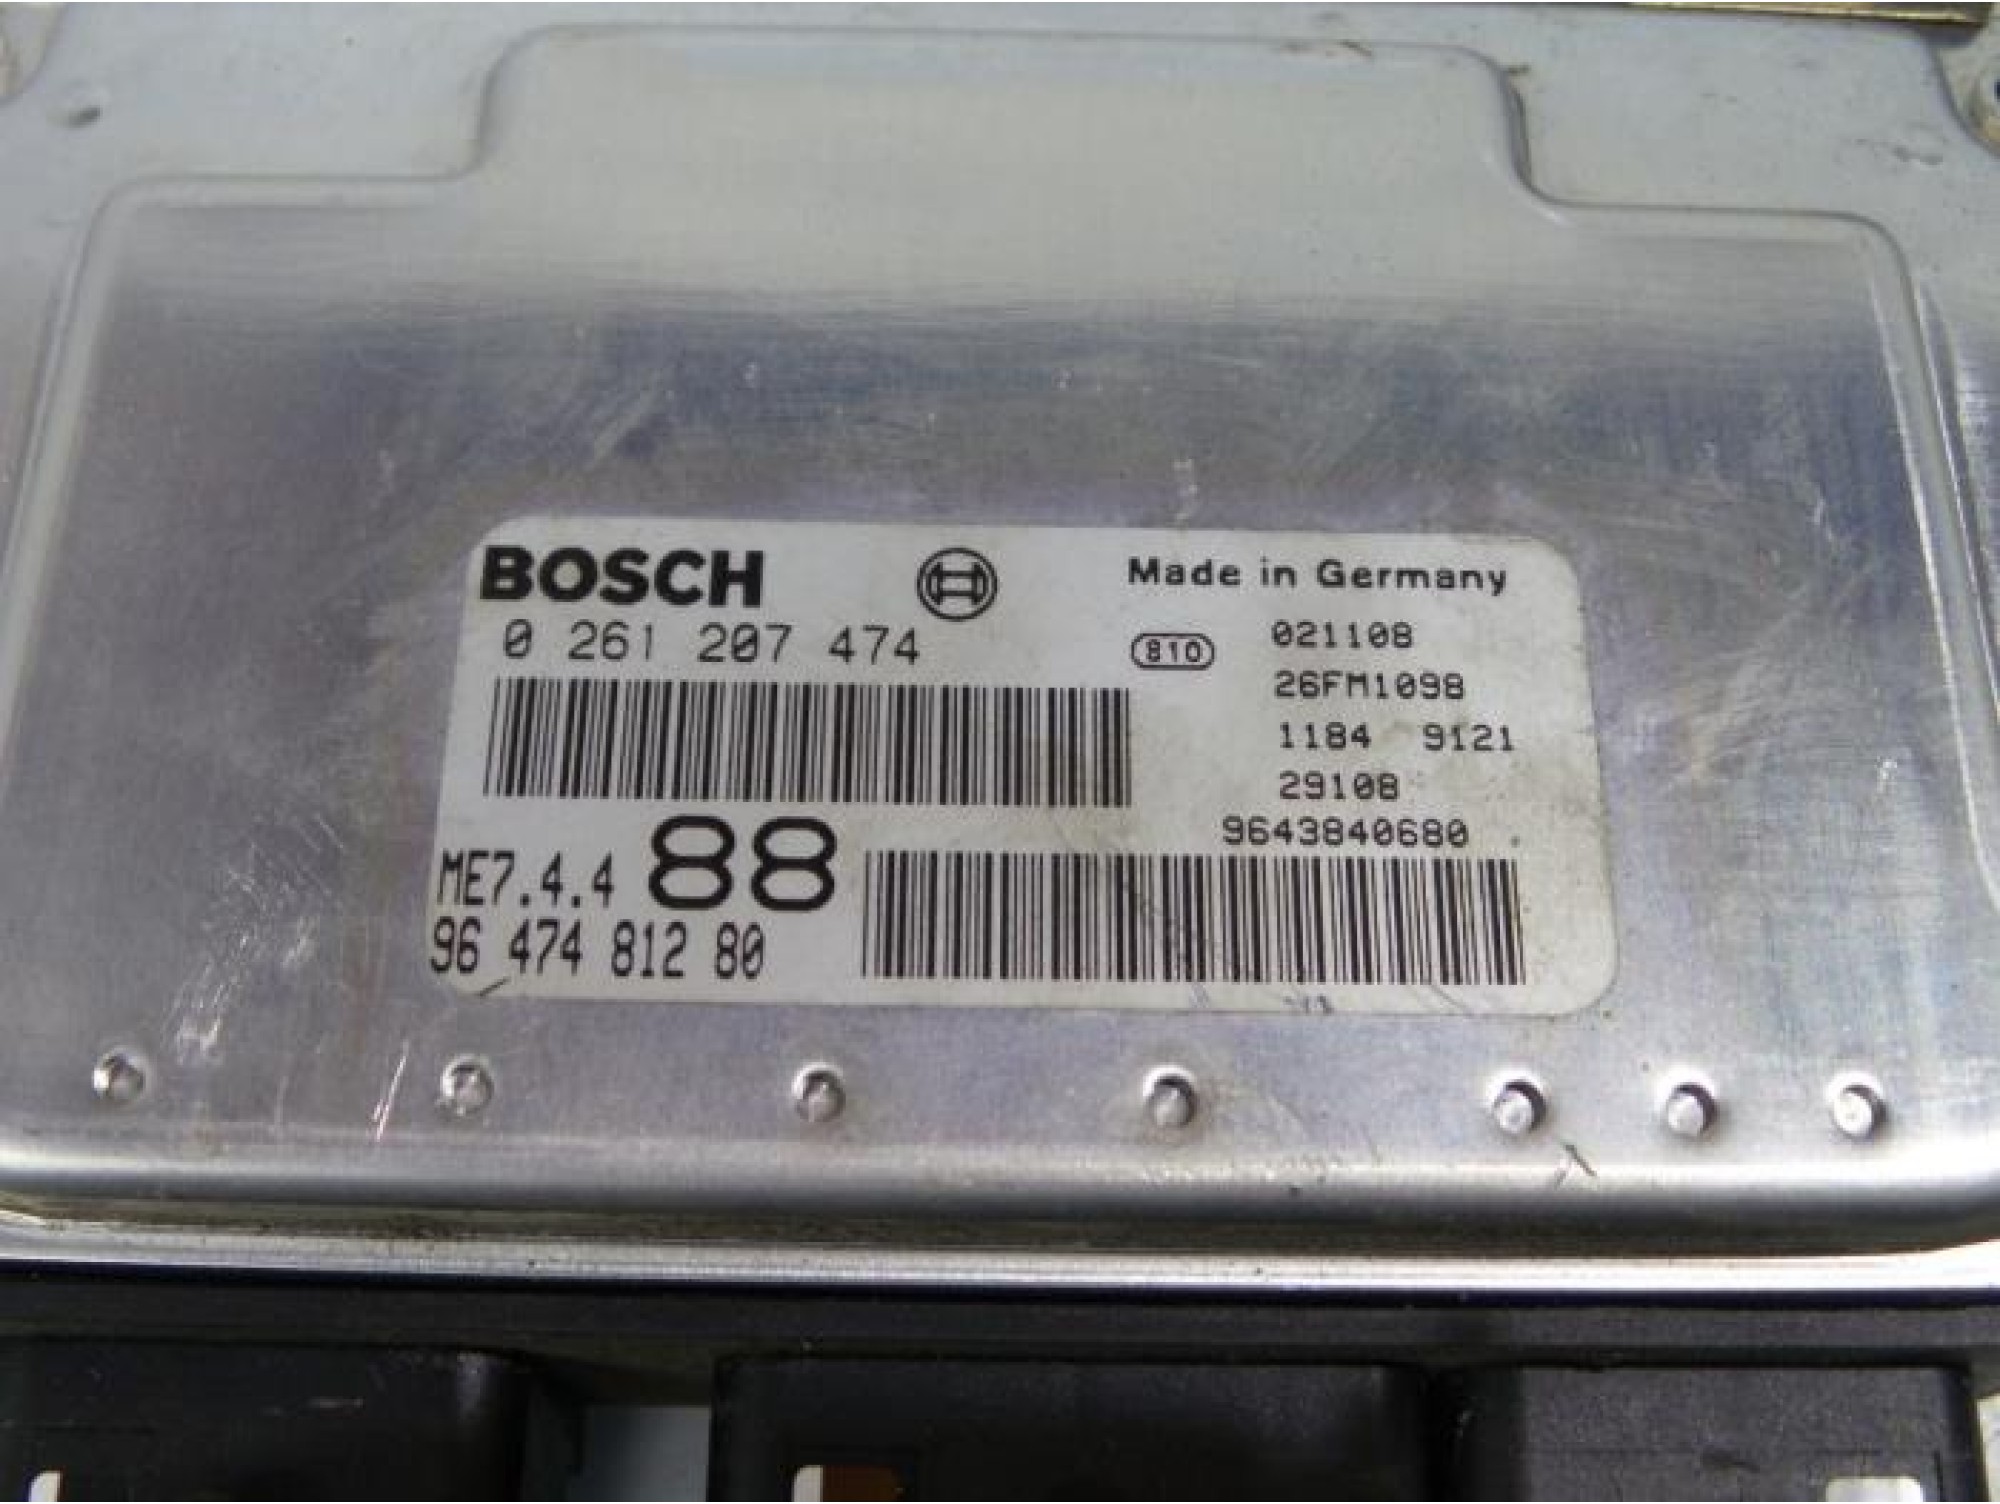 BOSCH
Made in Germany
0 261 207 474
810
021108
26FM1098
1184 9121
29108
9643840680
ME7.4.4 88
96 474 812 80